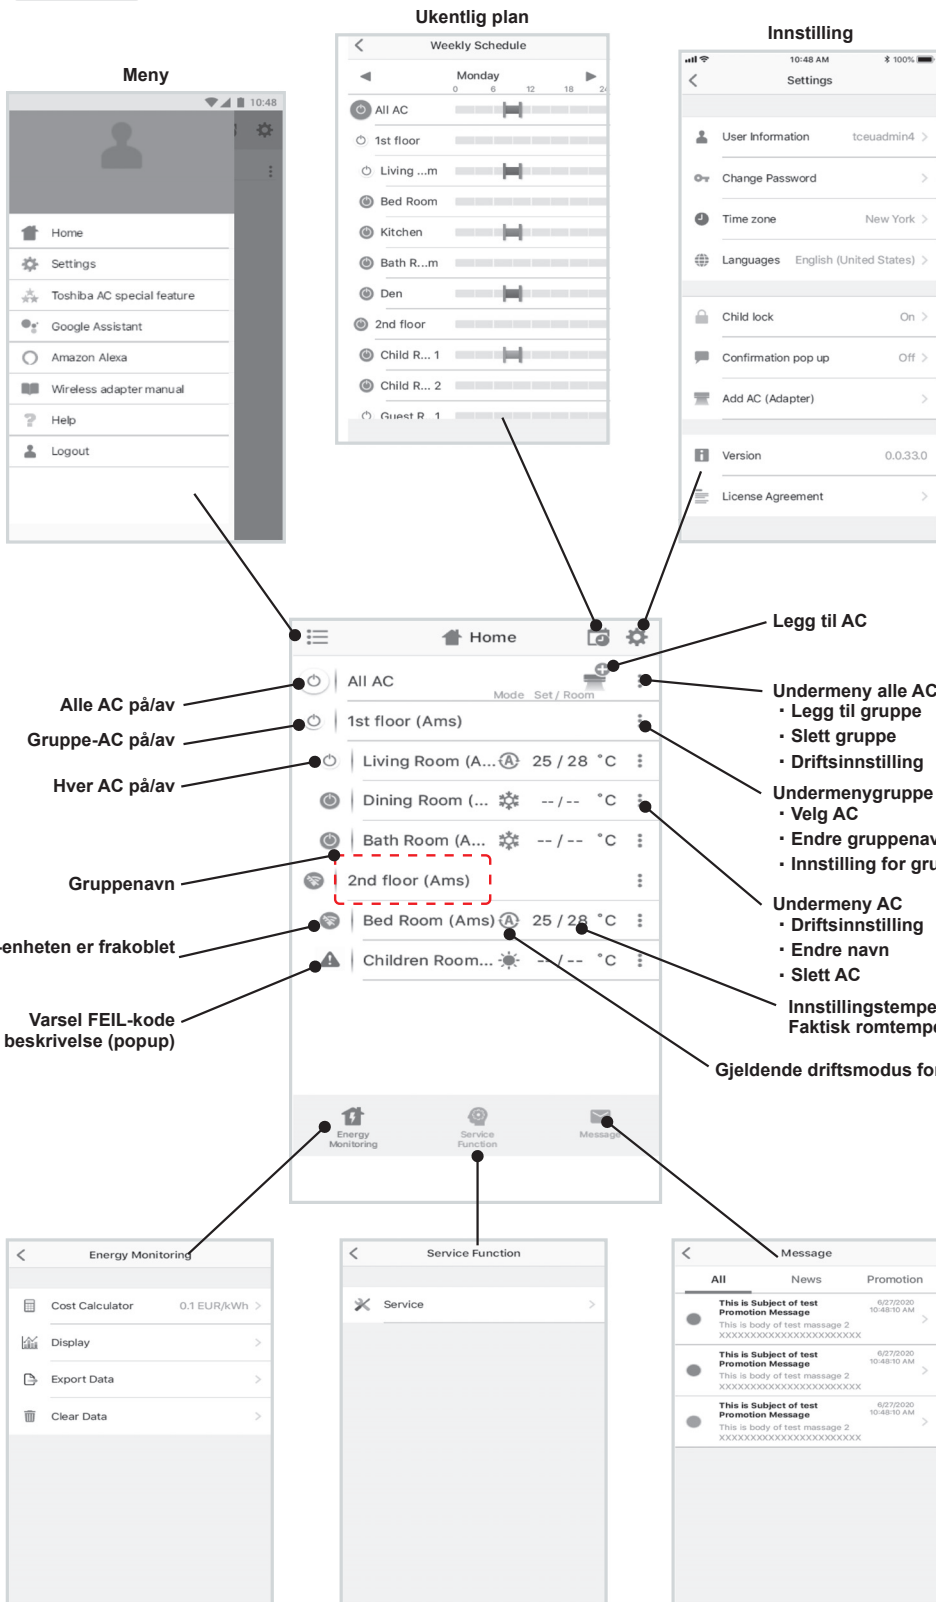 Ukentlig plan
Innstilling
Meny
Weekly Schedule
Monday
0 6 12 18 24
All AC
1st floor
Living ...m
Bed Room
Kitchen
Bath R...m
Den
2nd floor
Child R... 1
Child R... 2
Guest R 1
10:48 AM 100%
Settings
User Information tceuadmin4
Change Password
Time zone New York
Languages English (United States)
Child lock On
Confirmation pop up Off
Add AC (Adapter)
Version 0.0.33.0
License Agreement
10:48
Home
Settings
Toshiba AC special feature
Google Assistant
Amazon Alexa
Wireless adapter manual
Help
Logout
Home
All AC
Mode Set / Room
1st floor (Ams)
Living Room (A... 25 / 28 °C
Dining Room (... -- / -- °C
Bath Room (A... -- / -- °C
2nd floor (Ams)
Bed Room (Ams) 25 / 28 °C
Children Room... -- / -- °C
Energy
Monitoring
Service
Function
Message
Alle AC på/av
Gruppe-AC på/av
Hver AC på/av
Gruppenavn
-enheten er frakoblet
Varsel FEIL-kode
beskrivelse (popup)
Legg til AC
Undermeny alle AC
· Legg til gruppe
· Slett gruppe
· Driftsinnstilling
Undermenygruppe
· Velg AC
· Endre gruppenav
· Innstilling for gru
Undermeny AC
· Driftsinnstilling
· Endre navn
· Slett AC
Innstillingstempe
Faktisk romtempe
Gjeldende driftsmodus for
Energy Monitoring
Cost Calculator 0.1 EUR/kWh
Display
Export Data
Clear Data
Service Function
Service
Message
All News Promotion
This is Subject of test
Promotion Message
6/27/2020
10:48:10 AM
This is body of test massage 2
XXXXXXXXXXXXXXXXXXXXXXX
This is Subject of test
Promotion Message
6/27/2020
10:48:10 AM
This is body of test massage 2
XXXXXXXXXXXXXXXXXXXXXXX
This is Subject of test
Promotion Message
6/27/2020
10:48:10 AM
This is body of test massage 2
XXXXXXXXXXXXXXXXXXXXXXX